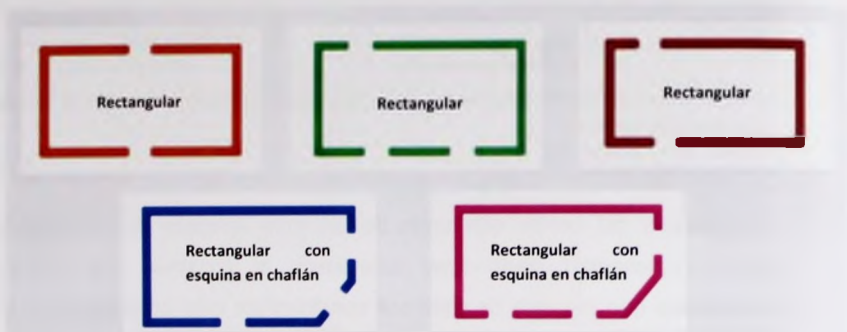 Rectangular
Rectangular
Rectangular
Rectangular con
esquina en chaflán
Rectangular con
esquina en chaflán